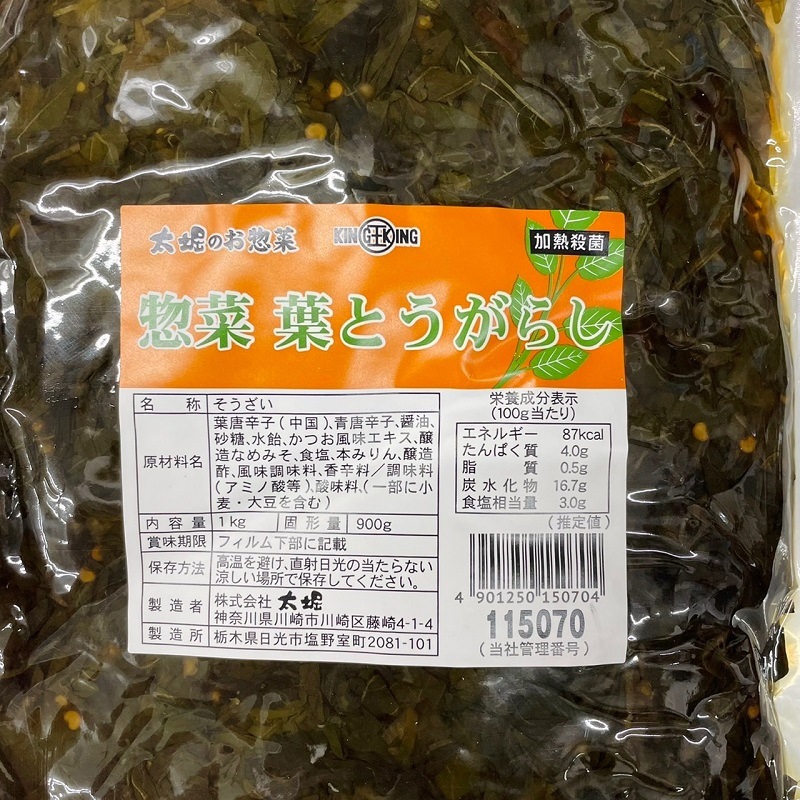 太堀のお惣菜
KING KING
加熱殺菌
惣菜 葉とうがらし
名称 そうざい
原材料名 葉唐辛子(中国)、青唐辛子、醤油、
砂糖、水飴、かつお風味エキス、醸
造なめみそ、食塩、本みりん、醸造
酢、風味調味料、香辛料/調味料
(アミノ酸等)、酸味料、(一部に小
麦・大豆を含む)
内容量 1kg 固形量 900g
賞味期限 フィルム下部に記載
保存方法 高温を避け、直射日光の当たらない
涼しい場所で保存してください。
製造者 株式会社 太堀
神奈川県川崎市川崎区藤崎4-1-4
製造所 栃木県日光市塩野室町2081-101
栄養成分表示
(100g当たり)
エネルギー 87kcal
たんぱく質 4.0g
脂質 0.5g
炭水化物 16.7g
食塩相当量 3.0g
(推定値)
4 901250 150704
115070
(当社管理番号)